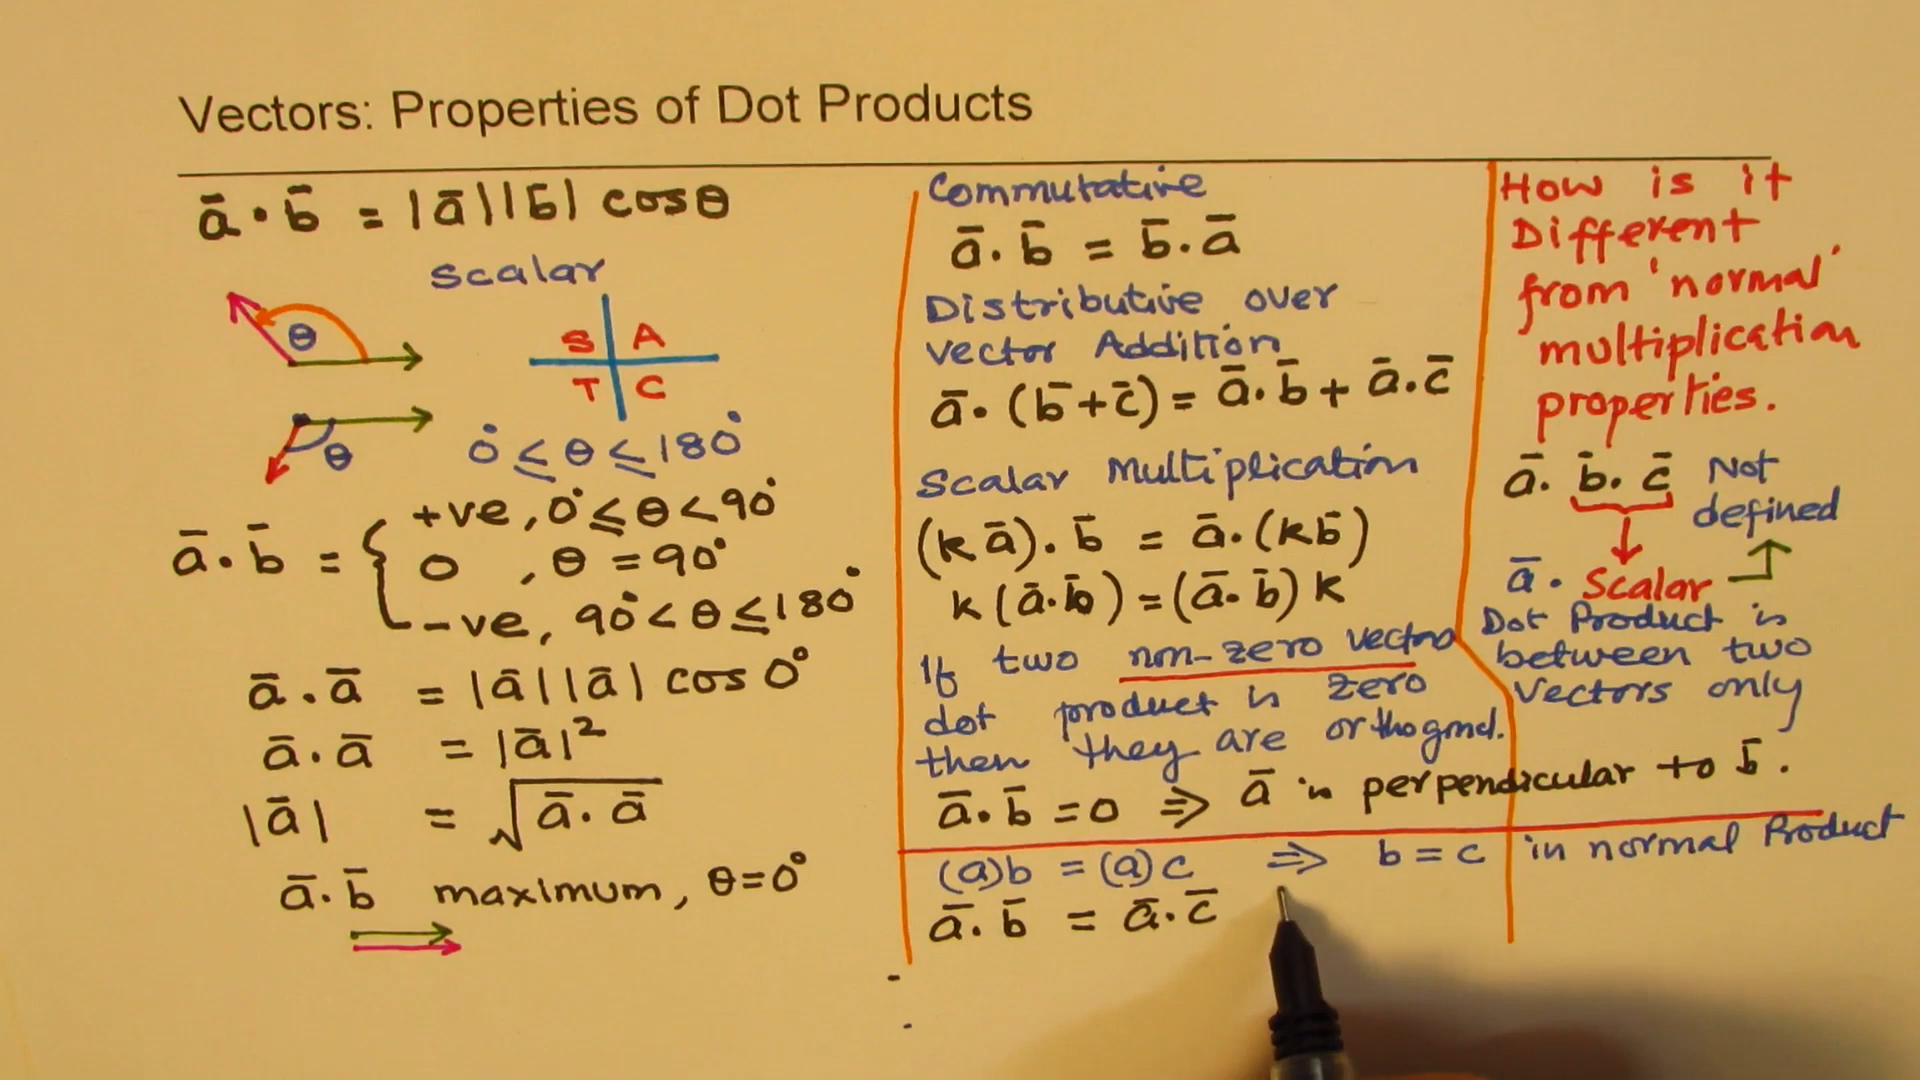 Vectors: Properties of Dot Products
a̅ · b̅ = |a̅||b̅| cosθ
Scalar
θ
S A
T C
θ
0° ≤ θ ≤ 180°
a̅ · b̅ = { +ve, 0° ≤ θ < 90°
0 , θ = 90°
-ve, 90° < θ ≤ 180°
a̅ · a̅ = |a̅||a̅| cos 0°
a̅ · a̅ = |a̅|²
|a̅| = √(a̅ · a̅)
a̅ · b̅ maximum, θ = 0°
Commutative
a̅ · b̅ = b̅ · a̅
Distributive over
Vector Addition
a̅ · (b̅ + c̅) = a̅ · b̅ + a̅ · c̅
Scalar Multiplication
(k a̅) · b̅ = a̅ · (k b̅)
k (a̅ · b̅) = (a̅ · b̅) k
If two non-zero vectors
dot product is zero
then they are orthogonal.
a̅ · b̅ = 0 ⇒ a̅ is perpendicular to b̅.
(a)b = (a)c ⇒ b = c in normal Product
a̅ · b̅ = a̅ · c̅
How is it
Different
from 'normal'
multiplication
properties.
a̅ · b̅ · c̅ Not
defined
a̅ · Scalar
Dot Product is
between two
Vectors only